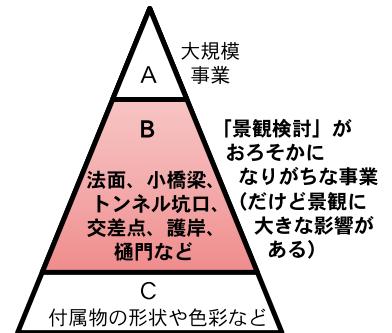 大規模
事業
A
B
法面、小橋梁、
トンネル坑口、
交差点、護岸、
樋門など
「景観検討」が
おろそかに
なりがちな事業
(だけど景観に
大きな影響が
ある)
C
付属物の形状や色彩など